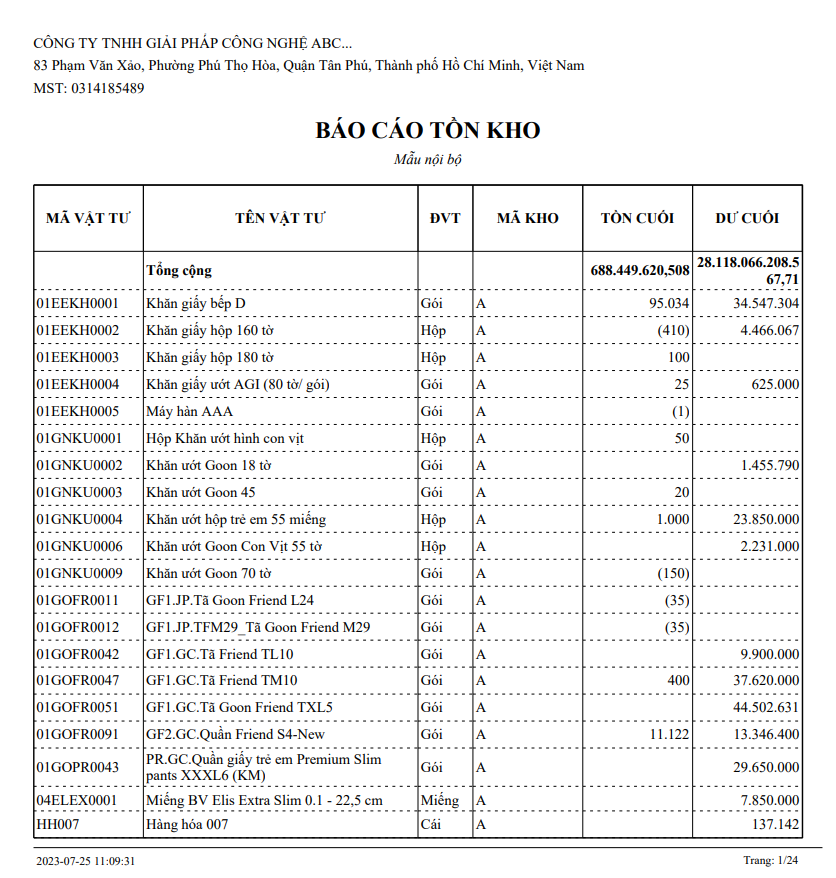 CÔNG TY TNHH GIẢI PHÁP CÔNG NGHỆ ABC...
83 Phạm Văn Xảo, Phường Phú Thọ Hòa, Quận Tân Phú, Thành phố Hồ Chí Minh, Việt Nam
MST: 0314185489
BÁO CÁO TỒN KHO
Mẫu nội bộ
MÃ VẬT TƯ TÊN VẬT TƯ ĐVT MÃ KHO TỒN CUỐI DƯ CUỐI
Tổng cộng 688.449.620,508 28.118.066.208.5
67,71
01EEKH0001 Khăn giấy bếp D Gói A 95.034 34.547.304
01EEKH0002 Khăn giấy hộp 160 tờ Hộp A (410) 4.466.067
01EEKH0003 Khăn giấy hộp 180 tờ Hộp A 100
01EEKH0004 Khăn giấy ướt AGI (80 tờ/ gói) Gói A 25 625.000
01EEKH0005 Máy hàn AAA Gói A (1)
01GNKU0001 Hộp Khăn ướt hình con vịt Hộp A 50
01GNKU0002 Khăn ướt Goon 18 tờ Gói A 1.455.790
01GNKU0003 Khăn ướt Goon 45 Gói A 20
01GNKU0004 Khăn ướt hộp trẻ em 55 miếng Hộp A 1.000 23.850.000
01GNKU0006 Khăn ướt Goon Con Vịt 55 tờ Hộp A 2.231.000
01GNKU0009 Khăn ướt Goon 70 tờ Gói A (150)
01GOFR0011 GF1.JP.Tã Goon Friend L24 Gói A (35)
01GOFR0012 GF1.JP.TFM29_Tã Goon Friend M29 Gói A (35)
01GOFR0042 GF1.GC.Tã Friend TL10 Gói A 9.900.000
01GOFR0047 GF1.GC.Tã Friend TM10 Gói A 400 37.620.000
01GOFR0051 GF1.GC.Tã Goon Friend TXL5 Gói A 44.502.631
01GOFR0091 GF2.GC.Quần Friend S4-New Gói A 11.122 13.346.400
01GOPR0043 PR.GC.Quần giấy trẻ em Premium Slim
pants XXXL6 (KM) Gói A 29.650.000
04ELEX0001 Miếng BV Elis Extra Slim 0.1 - 22,5 cm Miếng A 7.850.000
HH007 Hàng hóa 007 Cái A 137.142
2023-07-25 11:09:31 Trang: 1/24